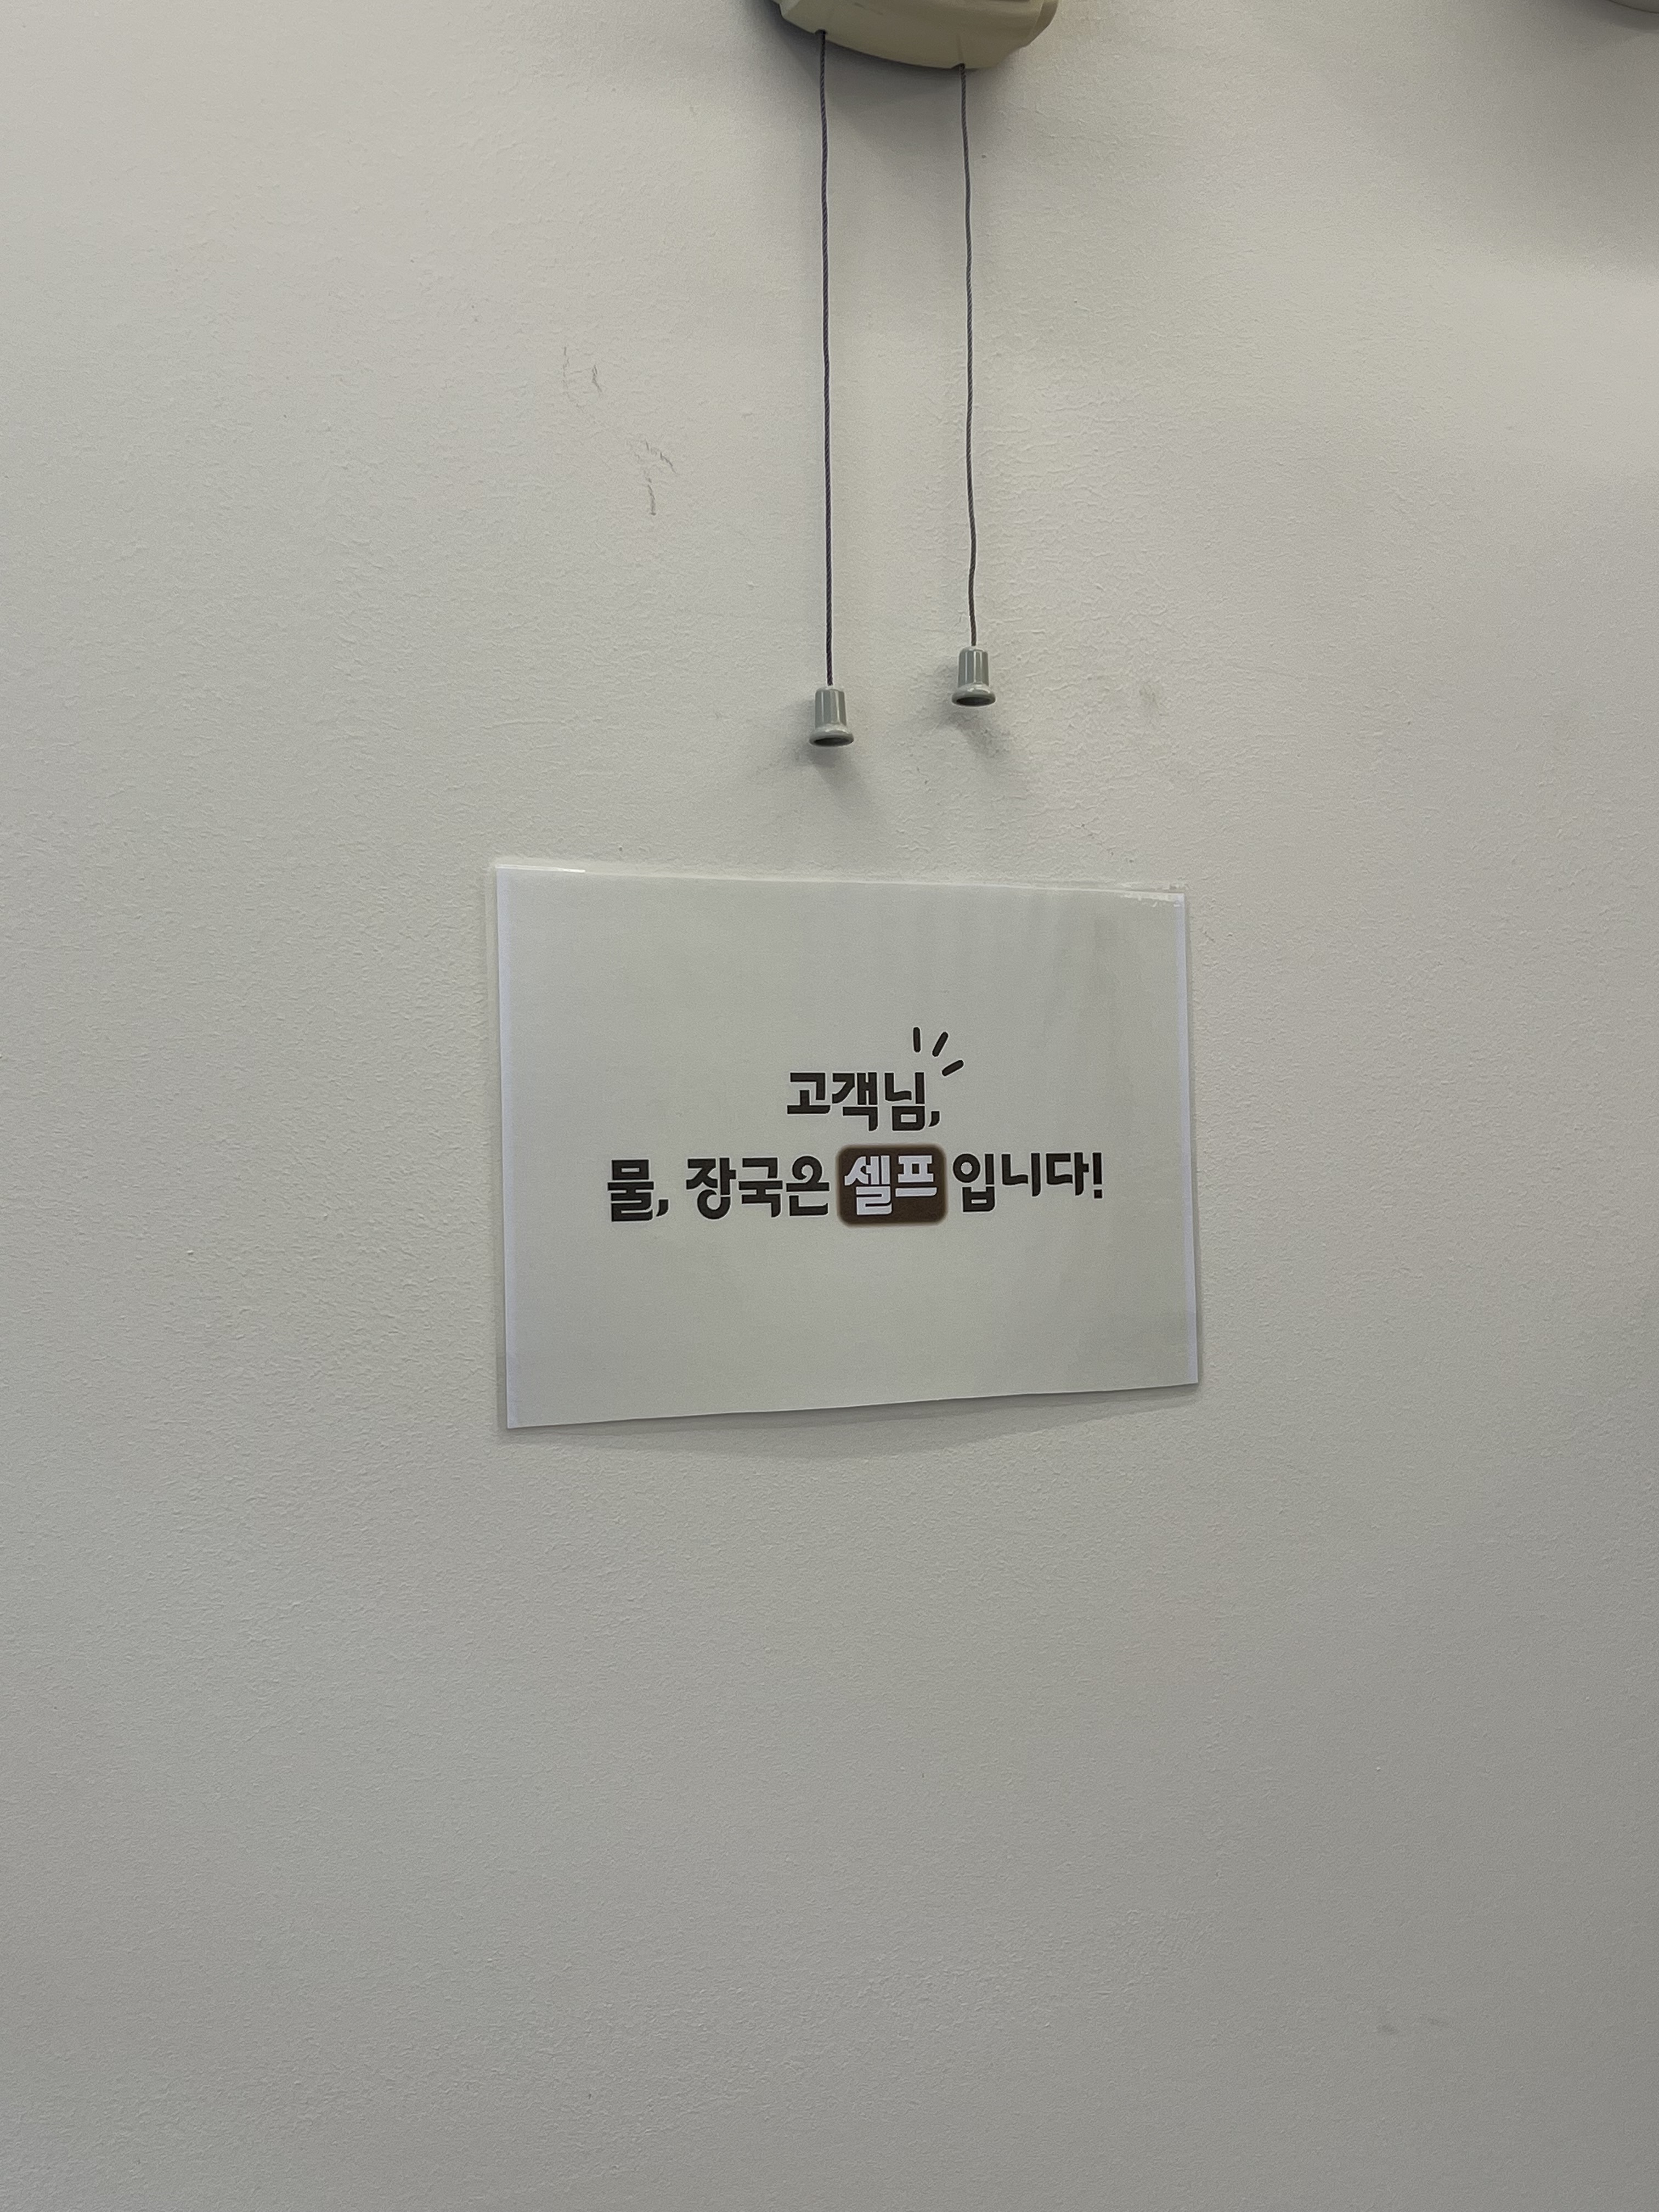 고객님,
물, 장국은 셀프 입니다!